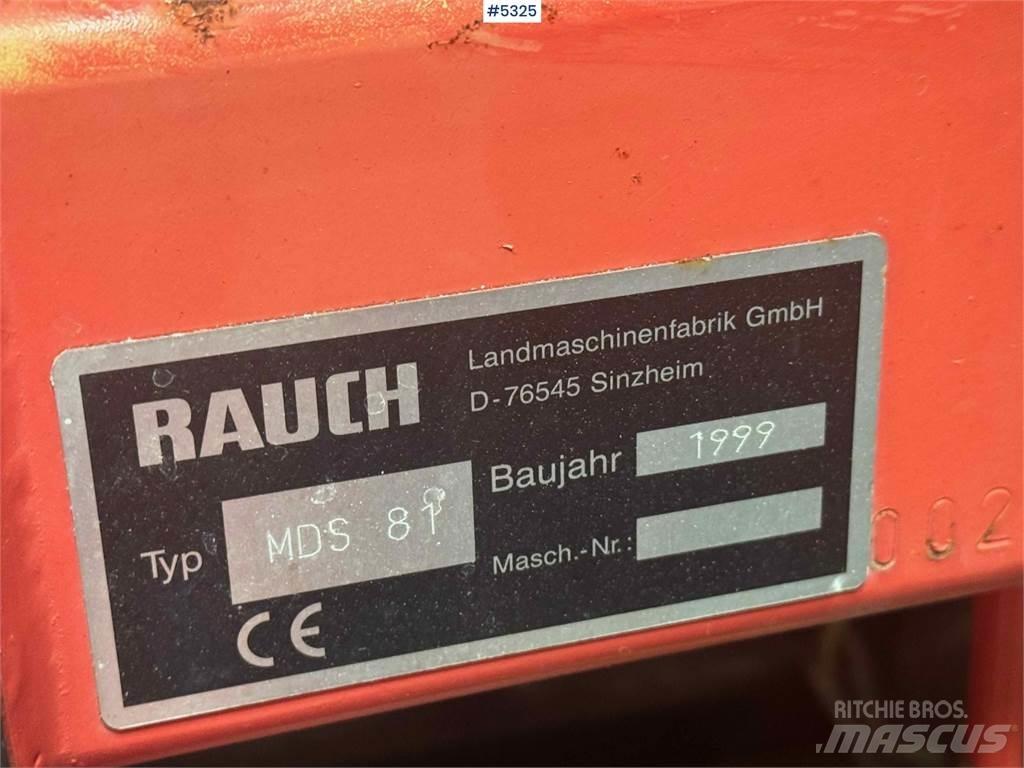 #5325
RAUCH
Landmaschinenfabrik GmbH
D-76545 Sinzheim
Baujahr 1999
Typ MDS 81
Masch.-Nr.:
CE
002
RITCHIE BROS.
MASCUS